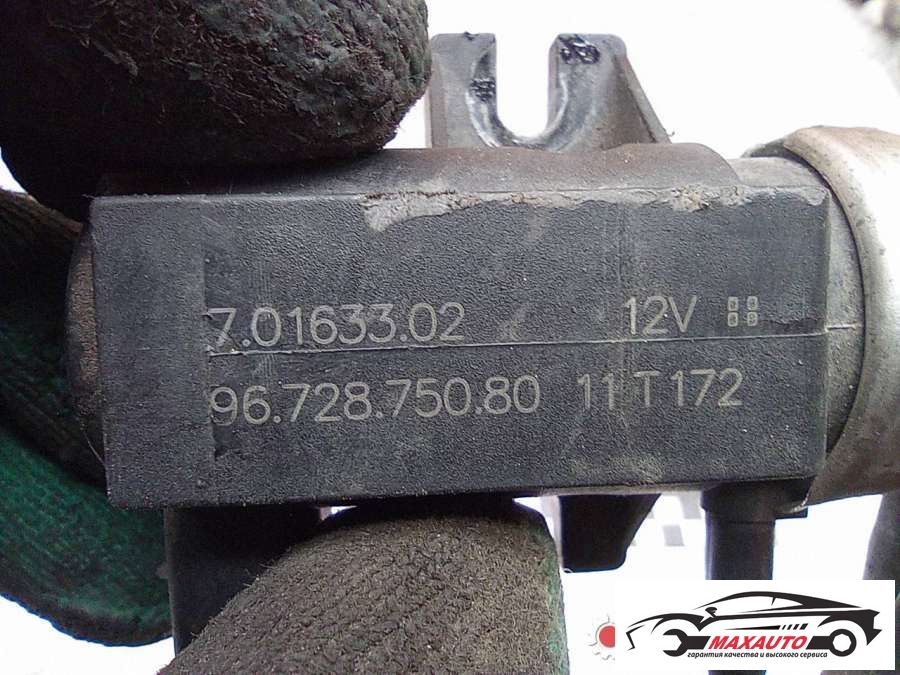 7.01633.02 12V
96.728.750.80 11 T 172
MAXAUTO
гарантия качества и высокого сервиса